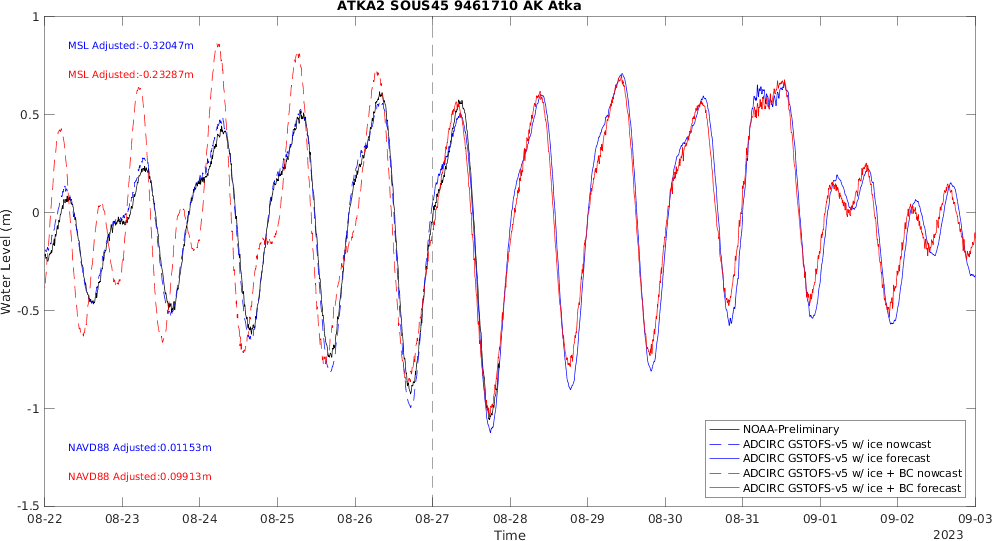 ATKA2 SOUS45 9461710 AK Atka
MSL Adjusted:-0.32047m
MSL Adjusted:-0.23287m
NAVD88 Adjusted:0.01153m
NAVD88 Adjusted:0.09913m
Water Level (m)
1
0.5
0
-0.5
-1
-1.5
NOAA-Preliminary
ADCIRC GSTOFS-v5 w/ ice nowcast
ADCIRC GSTOFS-v5 w/ ice forecast
ADCIRC GSTOFS-v5 w/ ice + BC nowcast
ADCIRC GSTOFS-v5 w/ ice + BC forecast
08-22 08-23 08-24 08-25 08-26 08-27 08-28 08-29 08-30 08-31 09-01 09-02 09-03
Time
2023